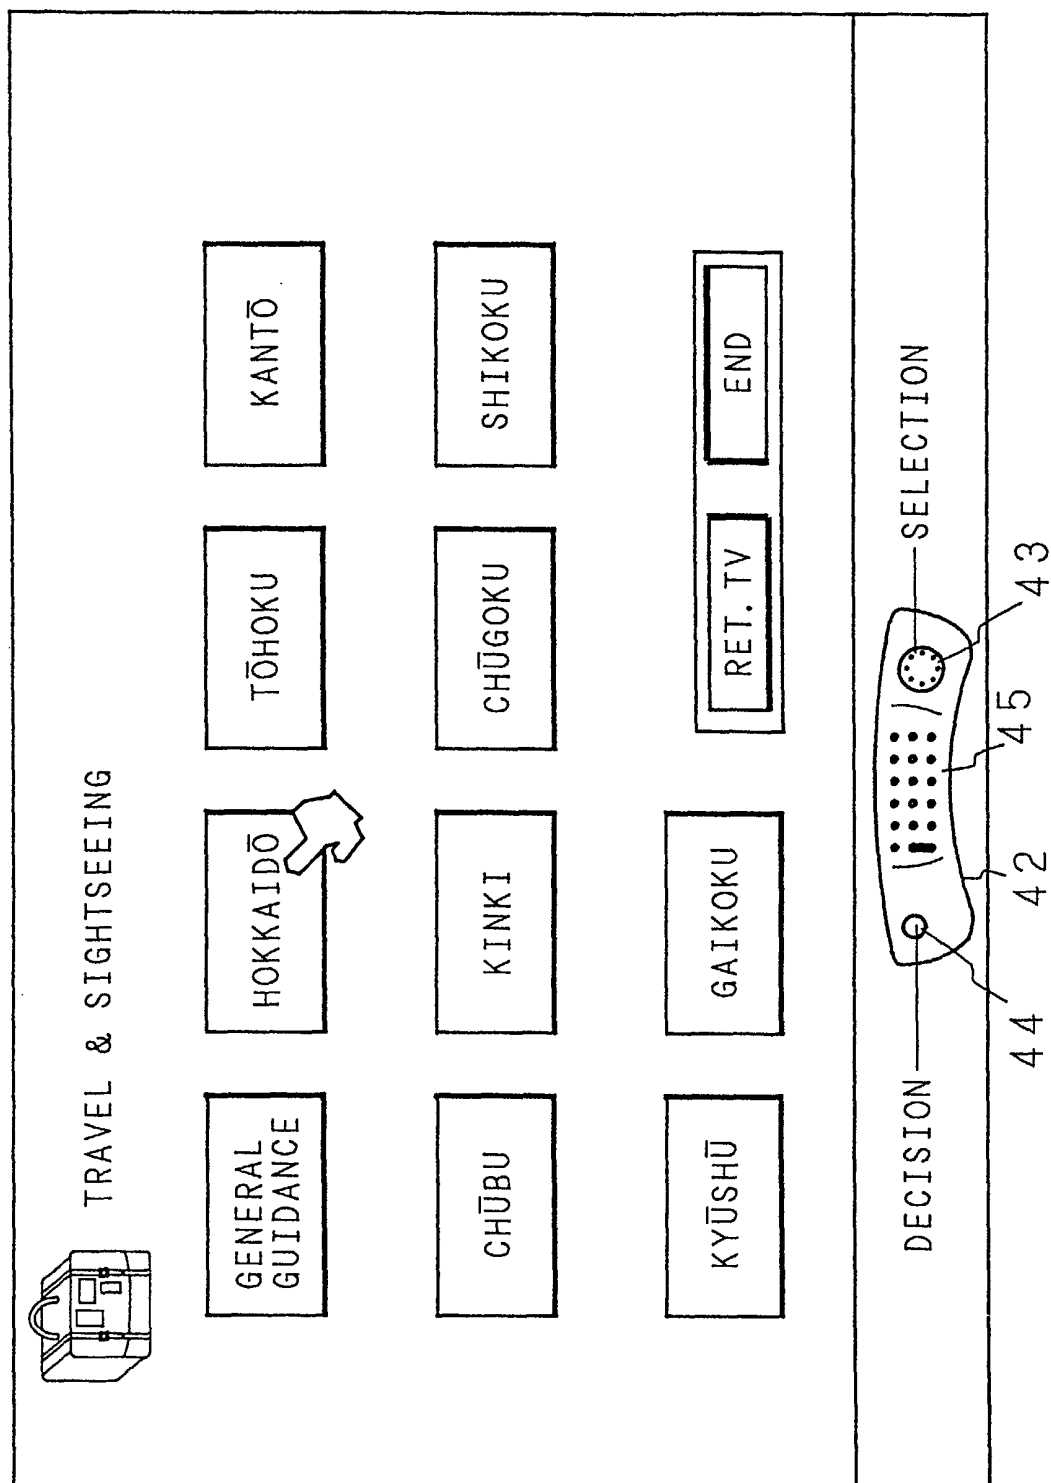 TRAVEL & SIGHTSEEING
GENERAL
GUIDANCE
HOKKAIDŌ
TŌHOKU
KANTŌ
CHŪBU
KINKI
CHŪGOKU
SHIKOKU
KYŪSHŪ
GAIKOKU
RET.TV
END
DECISION
SELECTION
44
42
45
43